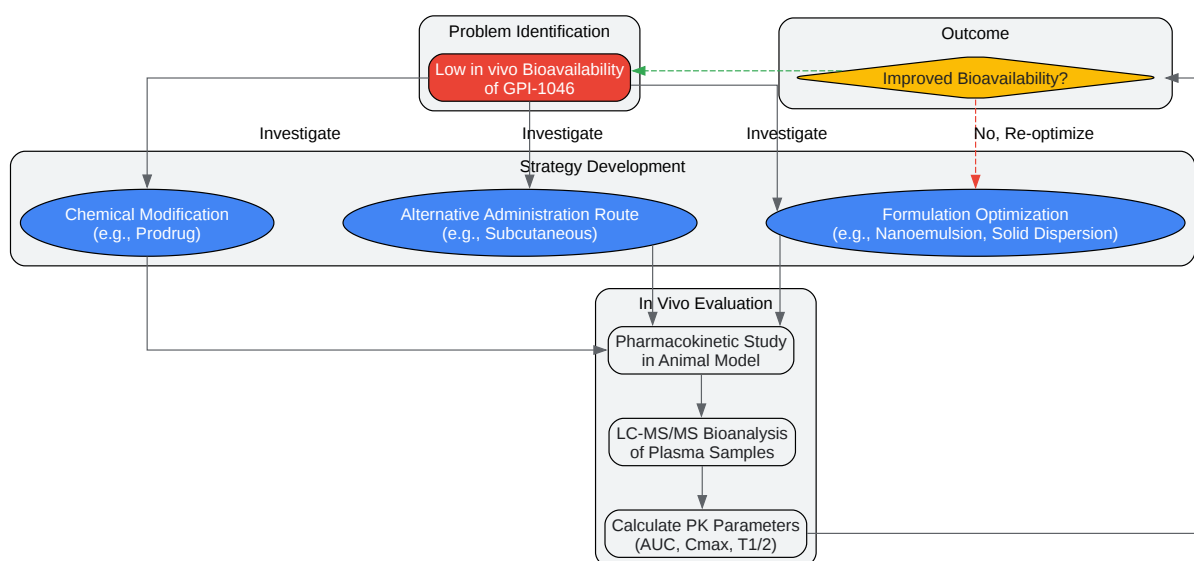 Problem Identification
Low in vivo Bioavailability
of GPI-1046
Outcome
Improved Bioavailability?
Investigate
Investigate
Investigate
No, Re-optimize
Strategy Development
Chemical Modification
(e.g., Prodrug)
Alternative Administration Route
(e.g., Subcutaneous)
Formulation Optimization
(e.g., Nanoemulsion, Solid Dispersion)
In Vivo Evaluation
Pharmacokinetic Study
in Animal Model
LC-MS/MS Bioanalysis
of Plasma Samples
Calculate PK Parameters
(AUC, Cmax, T1/2)